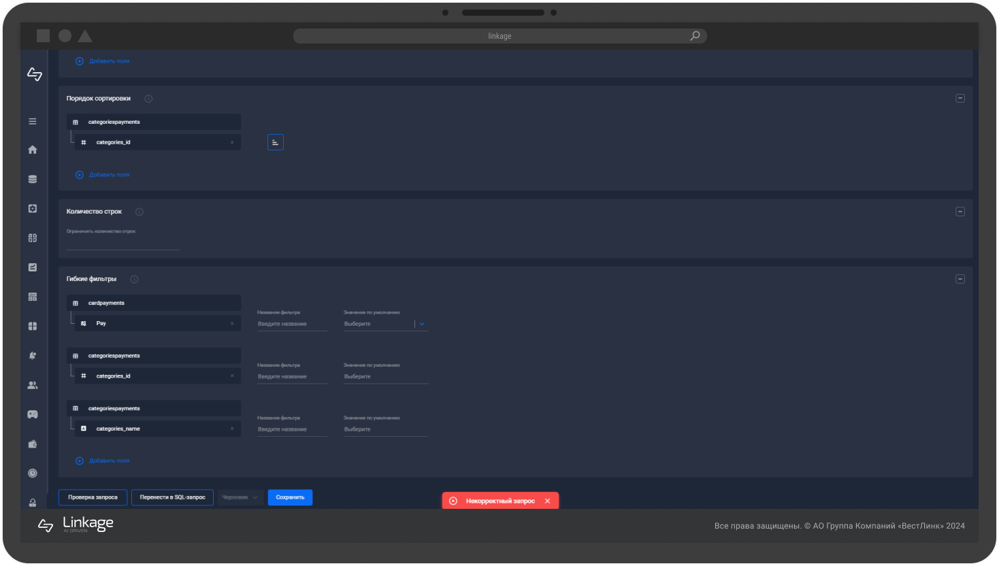 linkage
Добавить поля
Порядок сортировки
categoriespayments
categories_id
Добавить поля
Количество строк
Ограничить количество строк
Гибкие фильтры
cardpayments
Название фильтра Значение по умолчанию
Pay Введите название Выберите
categoriespayments
Название фильтра Значение по умолчанию
categories_id Введите название Выберите
categoriespayments
Название фильтра Значение по умолчанию
categories_name Введите название Выберите
Добавить поля
Проверка запроса Перенести в SQL-запрос Черновик Сохранить Некорректный запрос
Linkage
AI DRIVEN
Все права защищены. © АО Группа Компаний «ВестЛинк» 2024